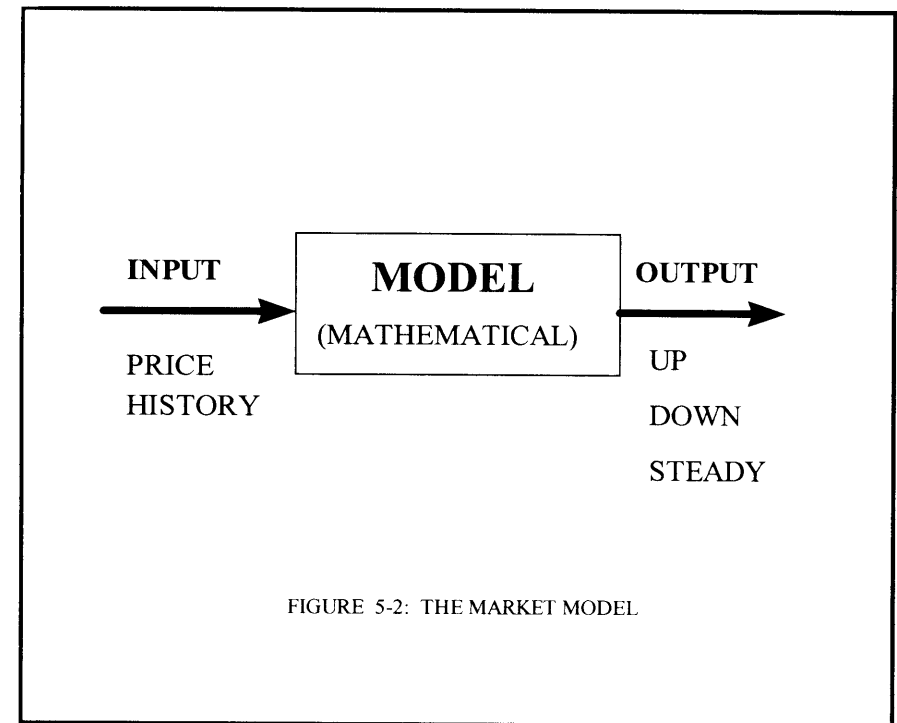 INPUT
PRICE
HISTORY
MODEL
(MATHEMATICAL)
OUTPUT
UP
DOWN
STEADY
FIGURE 5-2: THE MARKET MODEL